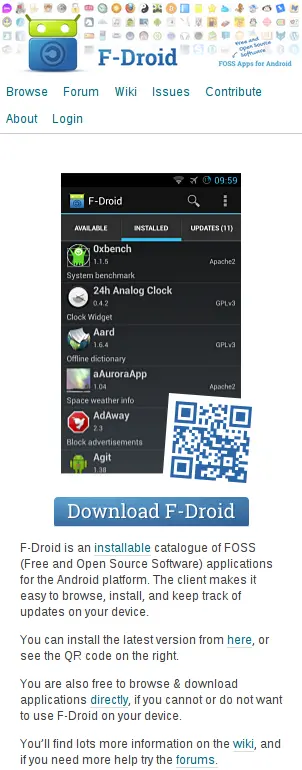 F-Droid
Free and
Open Source
Software
FOSS Apps for Android
Browse Forum Wiki Issues Contribute
About Login
09:59
F-Droid
AVAILABLE INSTALLED UPDATES (11)
0xbench
1.1.5 Apache2
System benchmark
24h Analog Clock
0.4.2 GPLv3
Clock Widget
Aard
1.6.4 GPLv3
Offline dictionary
aAuroraApp
1.04 Apache2
Space weather info
AdAway
2.3
Block advertisements
Agit
1.38
Download F-Droid
F-Droid is an installable catalogue of FOSS
(Free and Open Source Software) applications
for the Android platform. The client makes it
easy to browse, install, and keep track of
updates on your device.
You can install the latest version from here, or
see the QR code on the right.
You are also free to browse & download
applications directly, if you cannot or do not want
to use F-Droid on your device.
You'll find lots more information on the wiki, and
if you need more help try the forums.